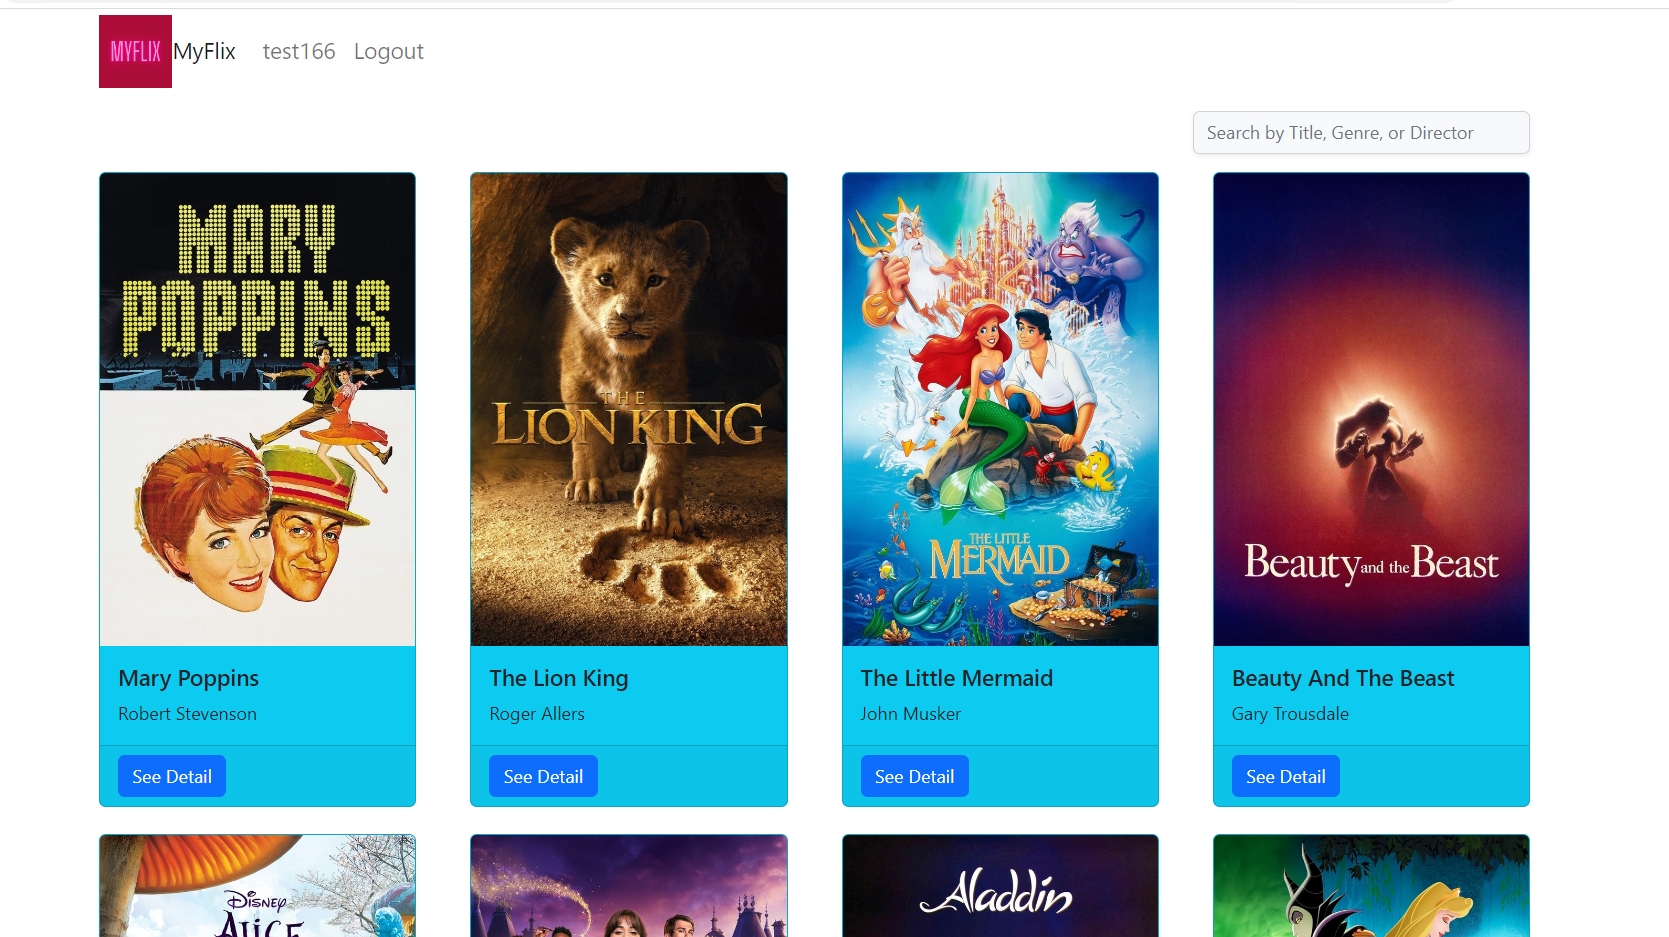 MYFLIX
MyFlix test166 Logout
Search by Title, Genre, or Director
MARY
POPPINS
THE
LION KING
THE LITTLE
MERMAID
Beauty and the Beast
Mary Poppins
Robert Stevenson
See Detail
The Lion King
Roger Allers
See Detail
The Little Mermaid
John Musker
See Detail
Beauty And The Beast
Gary Trousdale
See Detail
DISNEY
ALICE
Aladdin